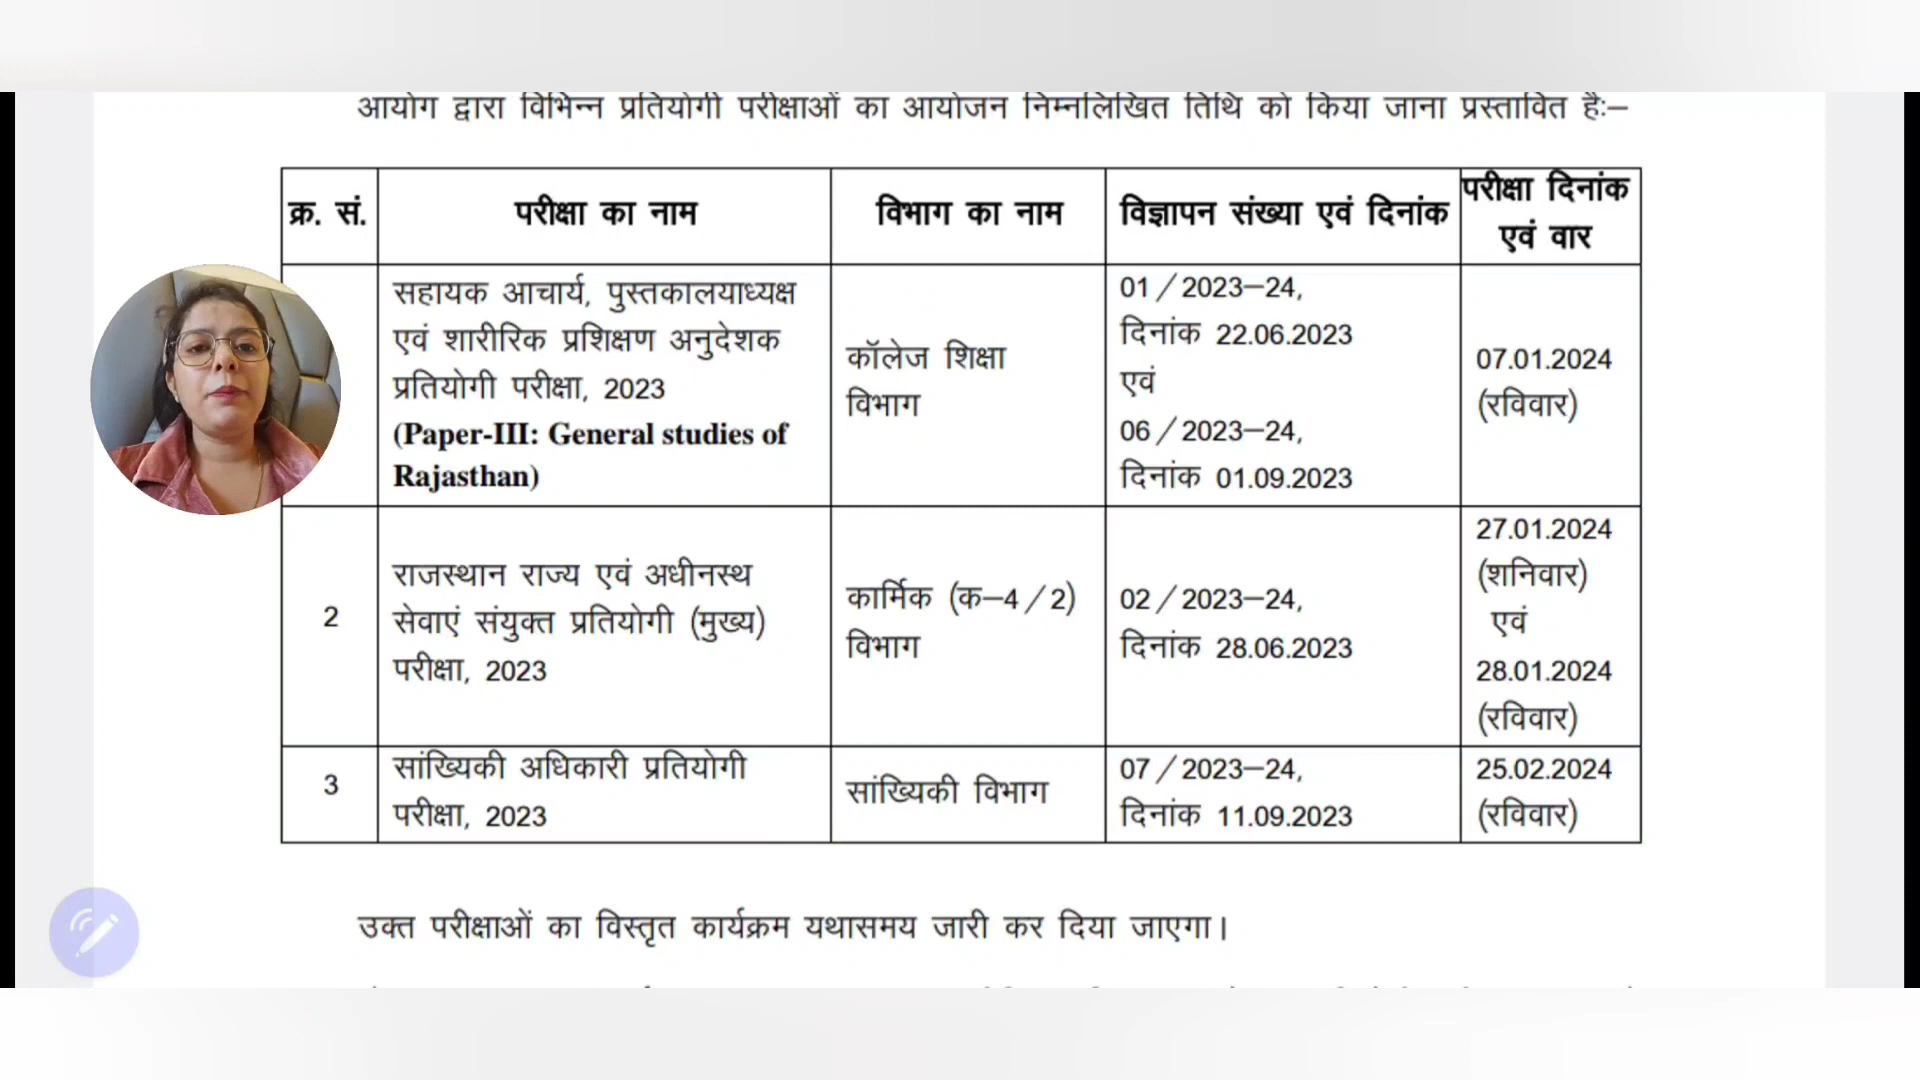 आयोग द्वारा विभिन्न प्रतियोगी परीक्षाओं का आयोजन निम्नलिखित तिथि को किया जाना प्रस्तावित है:–
क्र. सं.
परीक्षा का नाम
विभाग का नाम
विज्ञापन संख्या एवं दिनांक
परीक्षा दिनांक
एवं वार
सहायक आचार्य, पुस्तकालयाध्यक्ष
एवं शारीरिक प्रशिक्षण अनुदेशक
प्रतियोगी परीक्षा, 2023
(Paper-III: General studies of
Rajasthan)
कॉलेज शिक्षा
विभाग
01/2023–24,
दिनांक 22.06.2023
एवं
06/2023–24,
दिनांक 01.09.2023
07.01.2024
(रविवार)
2
राजस्थान राज्य एवं अधीनस्थ
सेवाएं संयुक्त प्रतियोगी (मुख्य)
परीक्षा, 2023
कार्मिक (क–4/2)
विभाग
02/2023–24,
दिनांक 28.06.2023
27.01.2024
(शनिवार)
एवं
28.01.2024
(रविवार)
3
सांख्यिकी अधिकारी प्रतियोगी
परीक्षा, 2023
सांख्यिकी विभाग
07/2023–24,
दिनांक 11.09.2023
25.02.2024
(रविवार)
उक्त परीक्षाओं का विस्तृत कार्यक्रम यथासमय जारी कर दिया जाएगा।